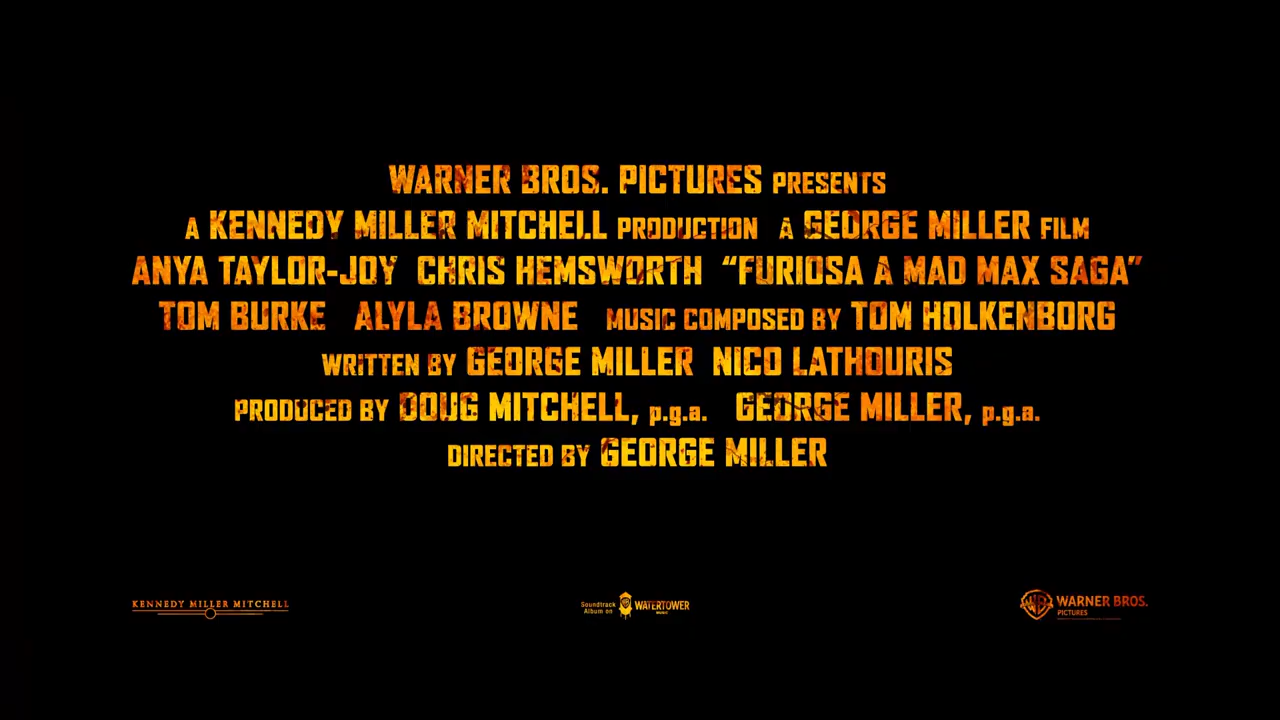 WARNER BROS. PICTURES PRESENTS
A KENNEDY MILLER MITCHELL PRODUCTION A GEORGE MILLER FILM
ANYA TAYLOR-JOY CHRIS HEMSWORTH “FURIOSA A MAD MAX SAGA”
TOM BURKE ALYLA BROWNE MUSIC COMPOSED BY TOM HOLKENBORG
WRITTEN BY GEORGE MILLER NICO LATHOURIS
PRODUCED BY DOUG MITCHELL, p.g.a. GEORGE MILLER, p.g.a.
DIRECTED BY GEORGE MILLER
KENNEDY MILLER MITCHELL
Soundtrack
Album on
WATERTOWER
MUSIC
WB
WARNER BROS.
PICTURES